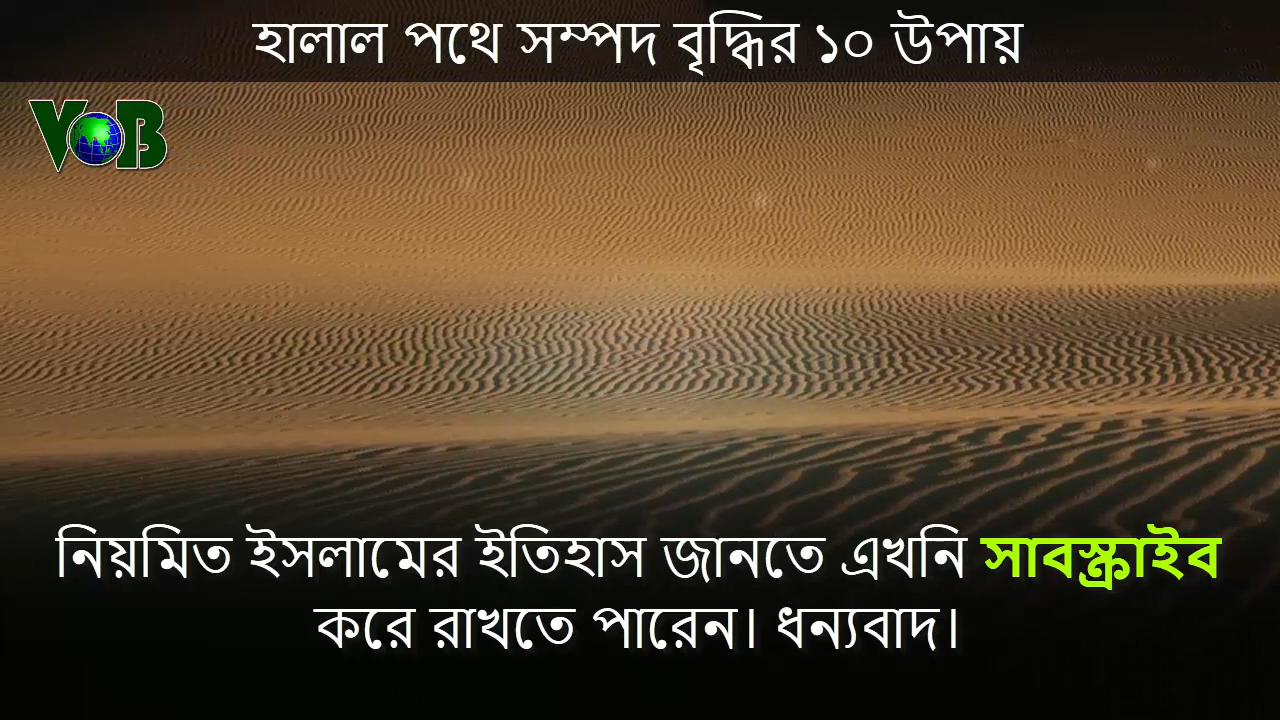 হালাল পথে সম্পদ বৃদ্ধির ১০ উপায়
VOB
নিয়মিত ইসলামের ইতিহাস জানতে এখনি সাবস্ক্রাইব
করে রাখতে পারেন। ধন্যবাদ।